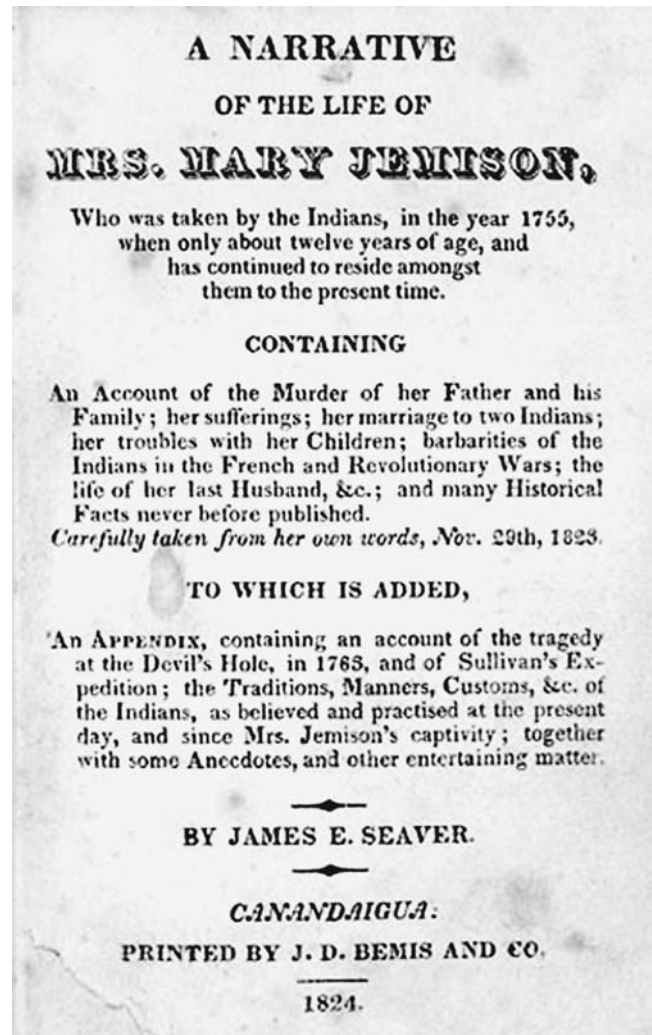 A NARRATIVE
OF THE LIFE OF
MRS. MARY JEMISON,
Who was taken by the Indians, in the year 1755,
when only about twelve years of age, and
has continued to reside amongst
them to the present time.
CONTAINING
An Account of the Murder of her Father and his
Family; her sufferings; her marriage to two Indians;
her troubles with her Children; barbarities of the
Indians in the French and Revolutionary Wars; the
life of her last Husband, &c.; and many Historical
Facts never before published.
Carefully taken from her own words, Nov. 29th, 1823.
TO WHICH IS ADDED,
An APPENDIX, containing an account of the tragedy
at the Devil's Hole, in 1763, and of Sullivan's Ex-
pedition; the Traditions, Manners, Customs, &c. of
the Indians, as believed and practised at the present
day, and since Mrs. Jemison's captivity; together
with some Anecdotes, and other entertaining matter.
BY JAMES E. SEAVER.
CANANDAIGUA:
PRINTED BY J. D. BEMIS AND CO.
1824.